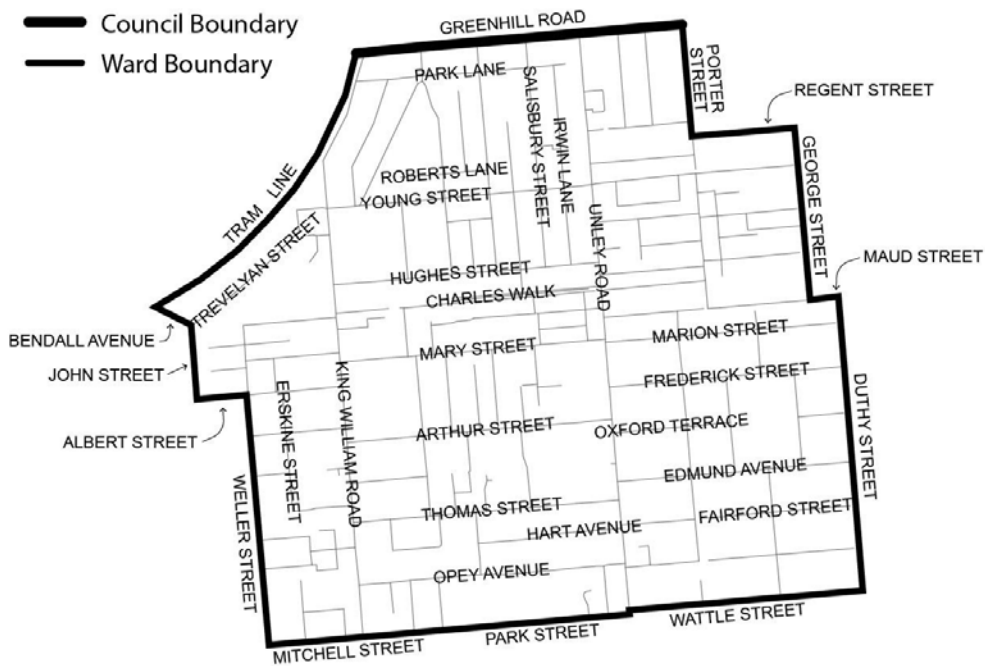 Council Boundary
GREENHILL ROAD
Ward Boundary
PARK LANE
PORTER STREET
SALISBURY STREET
REGENT STREET
IRWIN LANE
GEORGE STREET
ROBERTS LANE
YOUNG STREET
TRAM LINE
TREVELYAN STREET
UNLEY ROAD
HUGHES STREET
MAUD STREET
CHARLES WALK
BENDALL AVENUE
MARION STREET
MARY STREET
JOHN STREET
FREDERICK STREET
KING WILLIAM ROAD
ERSKINE STREET
DUTHY STREET
ALBERT STREET
ARTHUR STREET
OXFORD TERRACE
EDMUND AVENUE
WELLER STREET
THOMAS STREET
FAIRFORD STREET
HART AVENUE
OPEY AVENUE
WATTLE STREET
PARK STREET
MITCHELL STREET